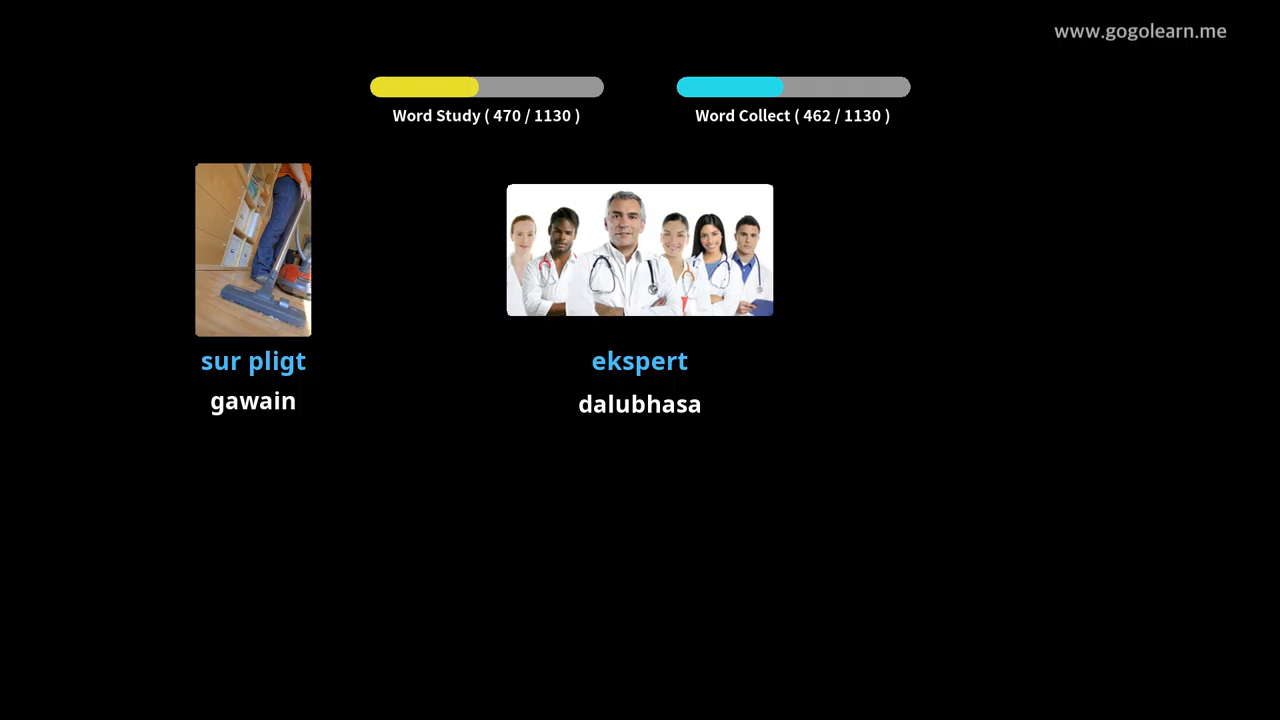 www.gogolearn.me
Word Study ( 470 / 1130 )
Word Collect ( 462 / 1130 )
sur pligt
gawain
ekspert
dalubhasa